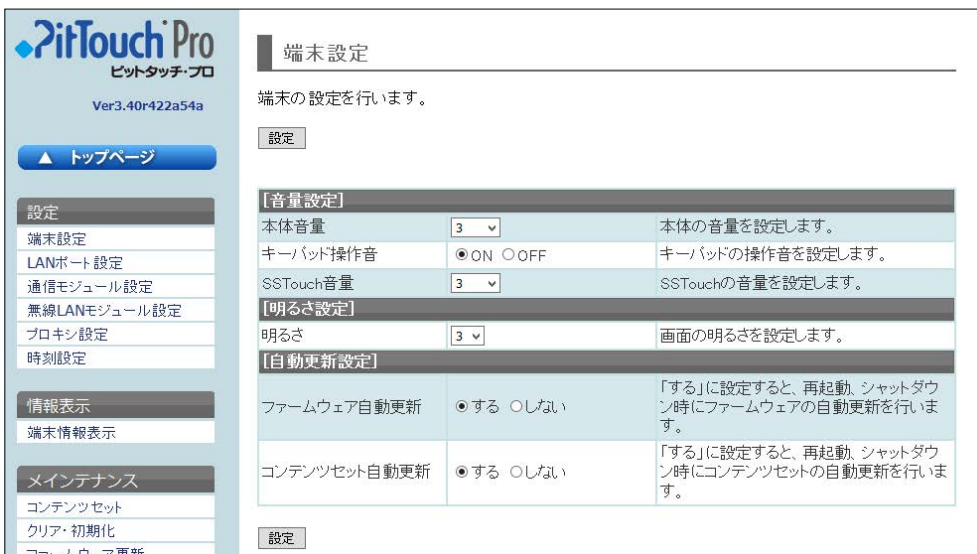 PitTouch Pro
ピットタッチ・プロ
Ver3.40r422a54a
▲ トップページ
設定
端末設定
LANポート設定
通信モジュール設定
無線LANモジュール設定
プロキシ設定
時刻設定
情報表示
端末情報表示
メインテナンス
コンテンツセット
クリア・初期化
ファームウェア更新
端末設定
端末の設定を行います。
設定
[音量設定]
本体音量 3 本体の音量を設定します。
キーパッド操作音 ON OFF キーパッドの操作音を設定します。
SSTouch音量 3 SSTouchの音量を設定します。
[明るさ設定]
明るさ 3 画面の明るさを設定します。
[自動更新設定]
ファームウェア自動更新 する しない 「する」に設定すると、再起動、シャットダウ
ン時にファームウェアの自動更新を行いま
す。
コンテンツセット自動更新 する しない 「する」に設定すると、再起動、シャットダウ
ン時にコンテンツセットの自動更新を行いま
す。
設定